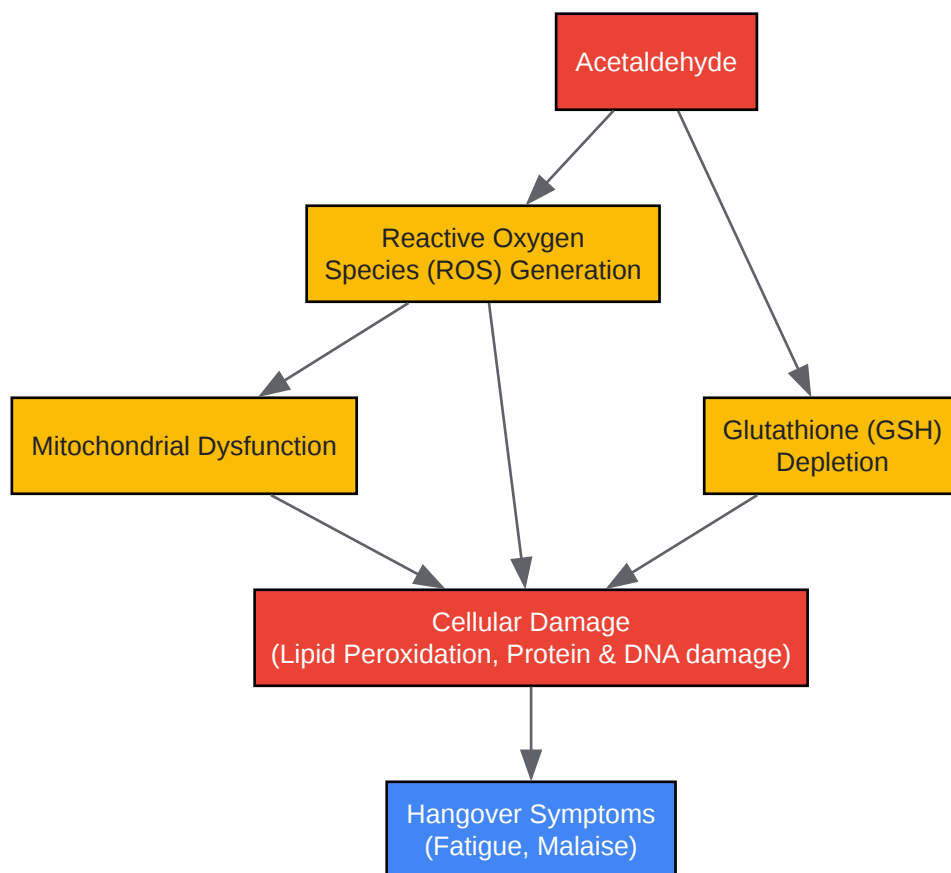 Acetaldehyde
Reactive Oxygen
Species (ROS) Generation
Mitochondrial Dysfunction
Glutathione (GSH)
Depletion
Cellular Damage
(Lipid Peroxidation, Protein & DNA damage)
Hangover Symptoms
(Fatigue, Malaise)